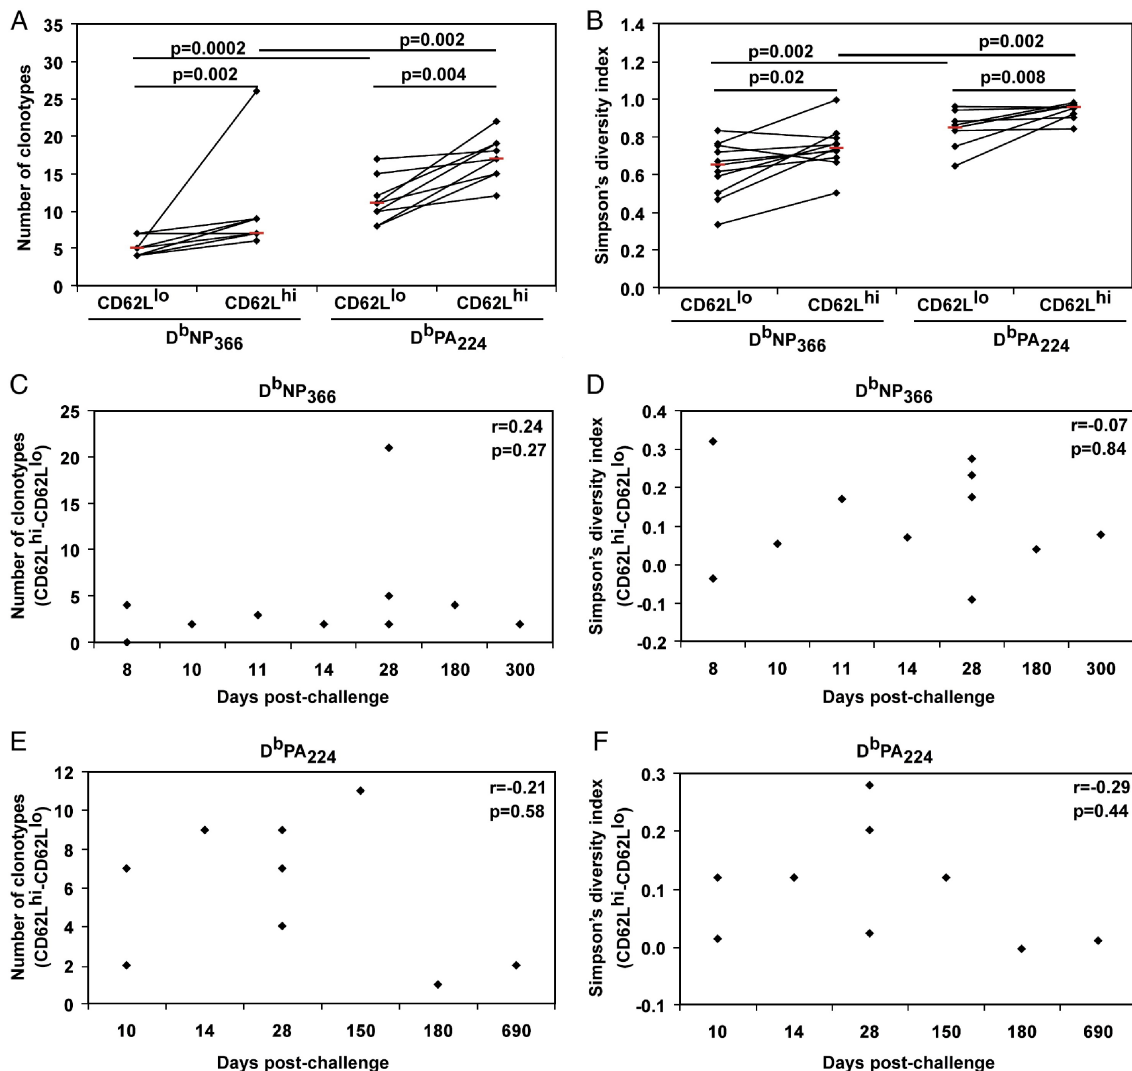 A
Number of clonotypes
35
30
25
20
15
10
5
0
p=0.0002
p=0.002
p=0.002
p=0.004
CD62Llo CD62Lhi CD62Llo CD62Lhi
DbNP366 DbPA224
B
Simpson's diversity index
1.4
1.2
1.0
0.8
0.6
0.4
0.2
0.0
p=0.002
p=0.002
p=0.02
p=0.008
CD62Llo CD62Lhi CD62Llo CD62Lhi
DbNP366 DbPA224
C
DbNP366
Number of clonotypes
(CD62Lhi-CD62Llo)
25
20
15
10
5
0
r=0.24
p=0.27
8 10 11 14 28 180 300
Days post-challenge
D
DbNP366
Simpson's diversity index
(CD62Lhi-CD62Llo)
0.4
0.3
0.2
0.1
0.0
-0.1
-0.2
r=-0.07
p=0.84
8 10 11 14 28 180 300
Days post-challenge
E
DbPA224
Number of clonotypes
(CD62Lhi-CD62Llo)
12
10
8
6
4
2
0
r=-0.21
p=0.58
10 14 28 150 180 690
Days post-challenge
F
DbPA224
Simpson's diversity index
(CD62Lhi-CD62Llo)
0.3
0.2
0.1
0.0
-0.1
r=-0.29
p=0.44
10 14 28 150 180 690
Days post-challenge